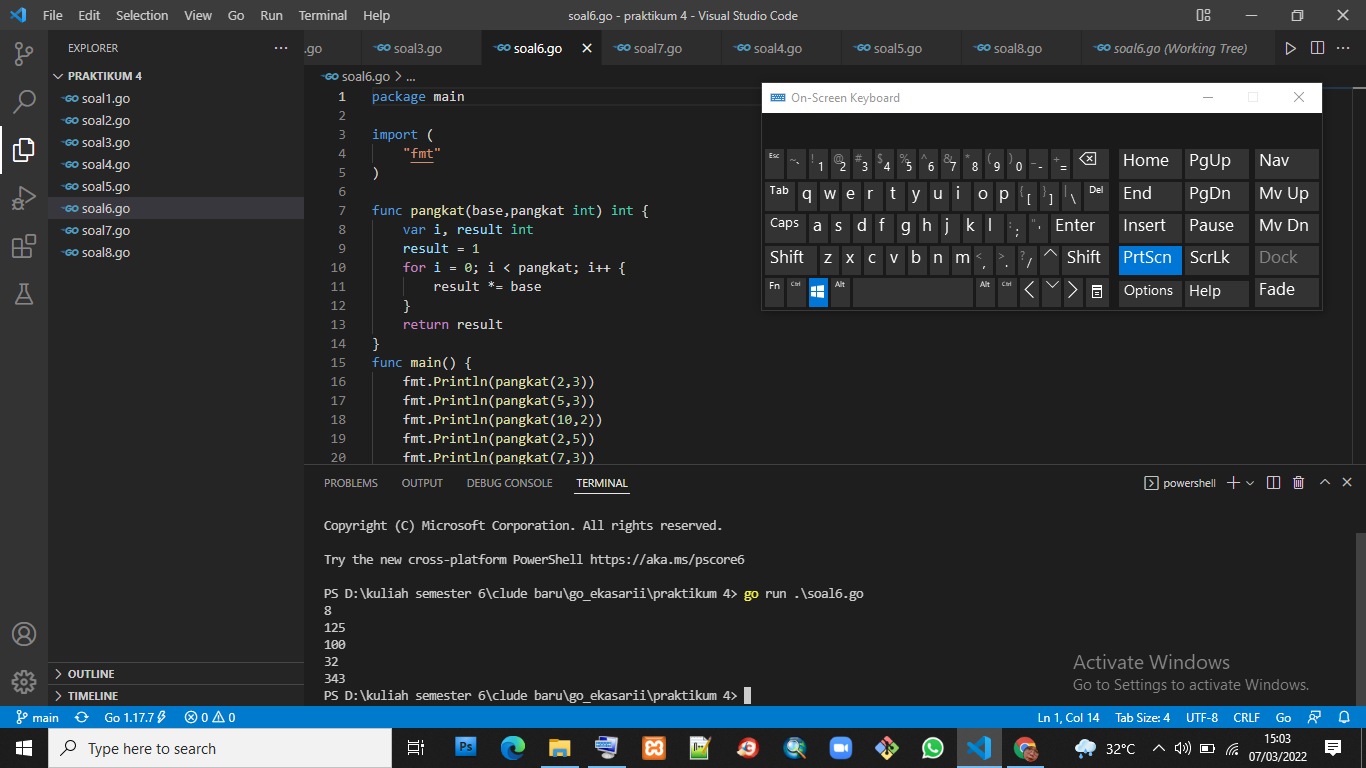 File Edit Selection View Go Run Terminal Help soal6.go - praktikum 4 - Visual Studio Code
EXPLORER
PRAKTIKUM 4
soal1.go
soal2.go
soal3.go
soal4.go
soal5.go
soal6.go
soal7.go
soal8.go
OUTLINE
TIMELINE
.go soal3.go soal6.go soal7.go soal4.go soal5.go soal8.go soal6.go (Working Tree)
soal6.go > ...
1 package main
2
3 import (
4 "fmt"
5 )
6
7 func pangkat(base,pangkat int) int {
8 var i, result int
9 result = 1
10 for i = 0; i < pangkat; i++ {
11 result *= base
12 }
13 return result
14 }
15 func main() {
16 fmt.Println(pangkat(2,3))
17 fmt.Println(pangkat(5,3))
18 fmt.Println(pangkat(10,2))
19 fmt.Println(pangkat(2,5))
20 fmt.Println(pangkat(7,3))
On-Screen Keyboard
Esc ~ ` ! 1 @ 2 # 3 $ 4 % 5 ^ 6 & 7 * 8 ( 9 ) 0 _ - + = Home PgUp Nav
Tab q w e r t y u i o p { [ } ] | \ Del End PgDn Mv Up
Caps a s d f g h j k l : ; " ' Enter Insert Pause Mv Dn
Shift z x c v b n m < , > . ? / ^ Shift PrtScn ScrLk Dock
Fn Ctrl Alt Alt Ctrl Options Help Fade
PROBLEMS OUTPUT DEBUG CONSOLE TERMINAL powershell
Copyright (C) Microsoft Corporation. All rights reserved.
Try the new cross-platform PowerShell https://aka.ms/pscore6
PS D:\kuliah semester 6\clude baru\go_ekasarii\praktikum 4> go run .\soal6.go
8
125
100
32
343
PS D:\kuliah semester 6\clude baru\go_ekasarii\praktikum 4>
Activate Windows
Go to Settings to activate Windows.
main Go 1.17.7 0 0 Ln 1, Col 14 Tab Size: 4 UTF-8 CRLF Go
Type here to search Ps 32°C 15:03
07/03/2022